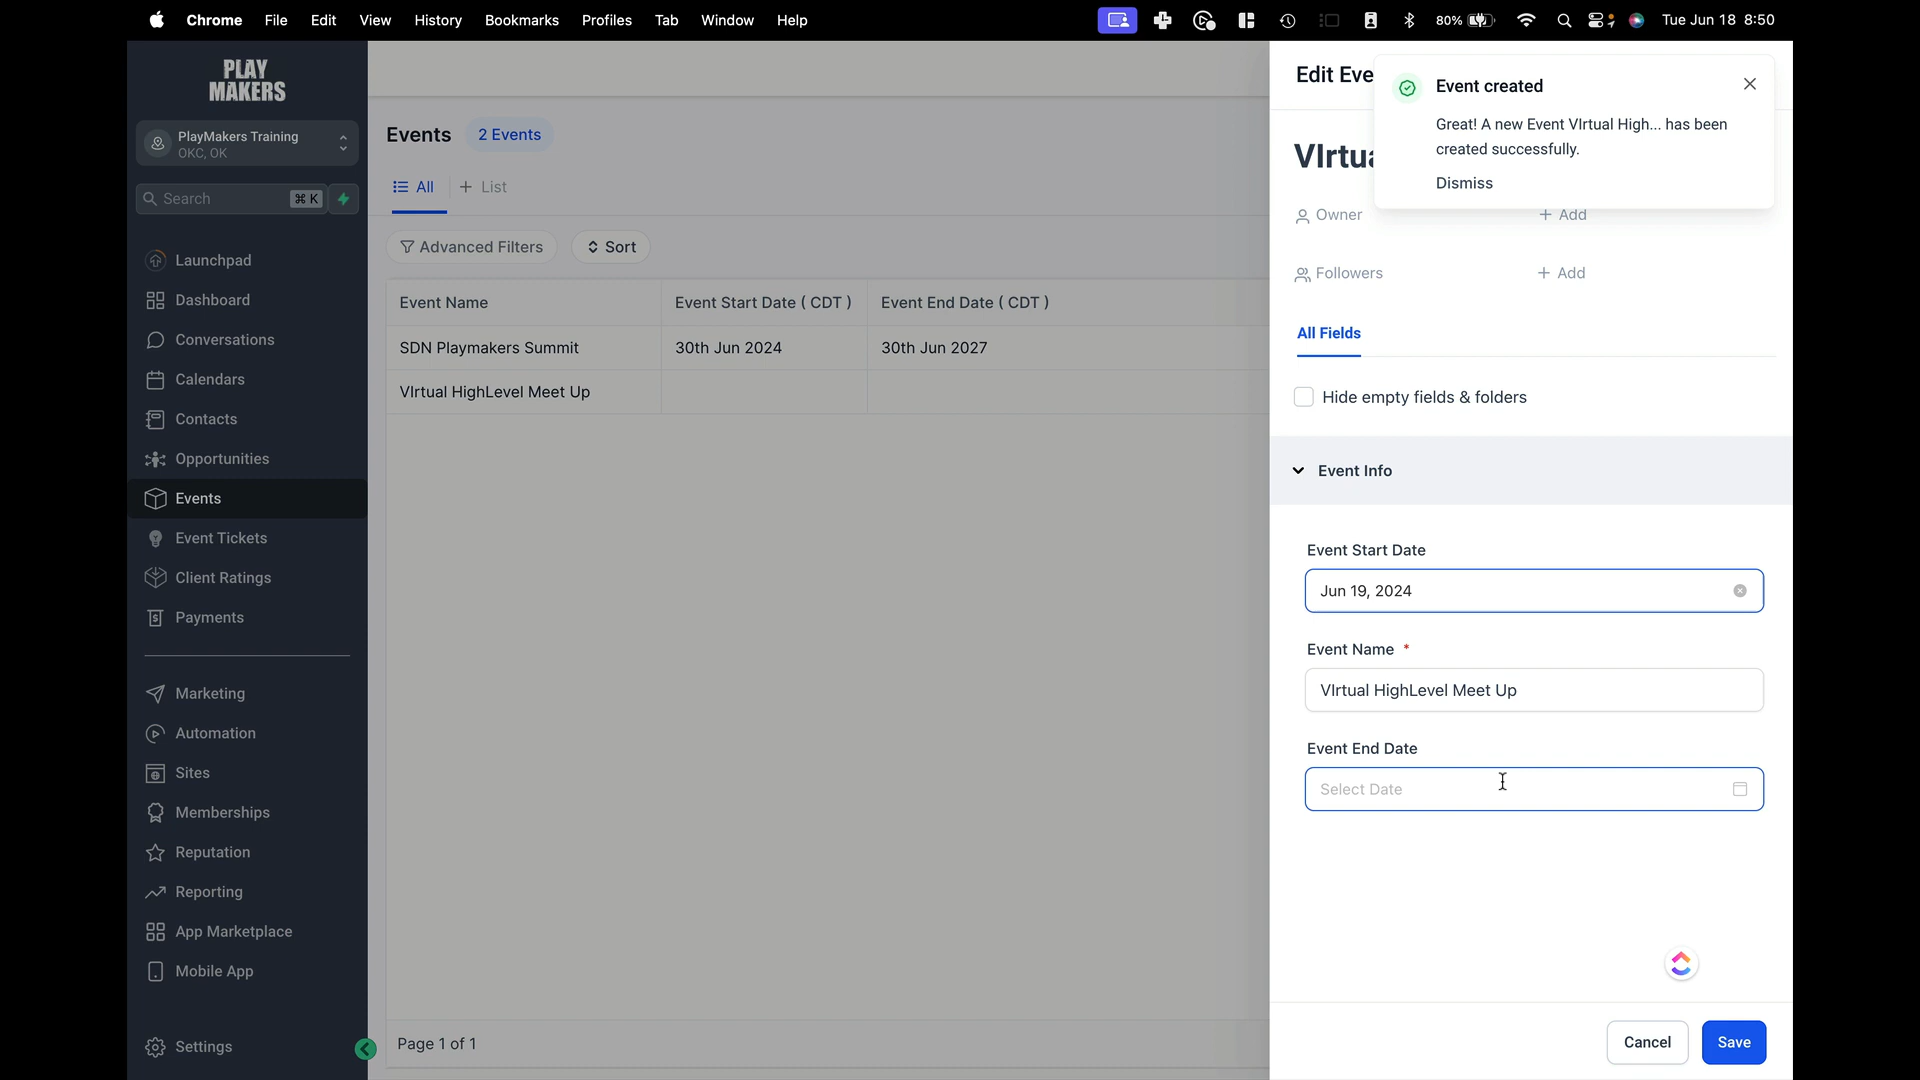 Chrome File Edit View History Bookmarks Profiles Tab Window Help 80% Tue Jun 18 8:50
PLAY
MAKERS
PlayMakers Training
OKC, OK
Search ⌘ K
Launchpad
Dashboard
Conversations
Calendars
Contacts
Opportunities
Events
Event Tickets
Client Ratings
Payments
Marketing
Automation
Sites
Memberships
Reputation
Reporting
App Marketplace
Mobile App
Settings
Events 2 Events
All + List
Advanced Filters Sort
Event Name Event Start Date ( CDT ) Event End Date ( CDT )
SDN Playmakers Summit 30th Jun 2024 30th Jun 2027
VIrtual HighLevel Meet Up
Page 1 of 1
Edit Eve
Event created
Great! A new Event VIrtual High... has been
created successfully.
Dismiss
VIrtua
Owner + Add
Followers + Add
All Fields
Hide empty fields & folders
Event Info
Event Start Date
Jun 19, 2024
Event Name *
VIrtual HighLevel Meet Up
Event End Date
Select Date
Cancel Save